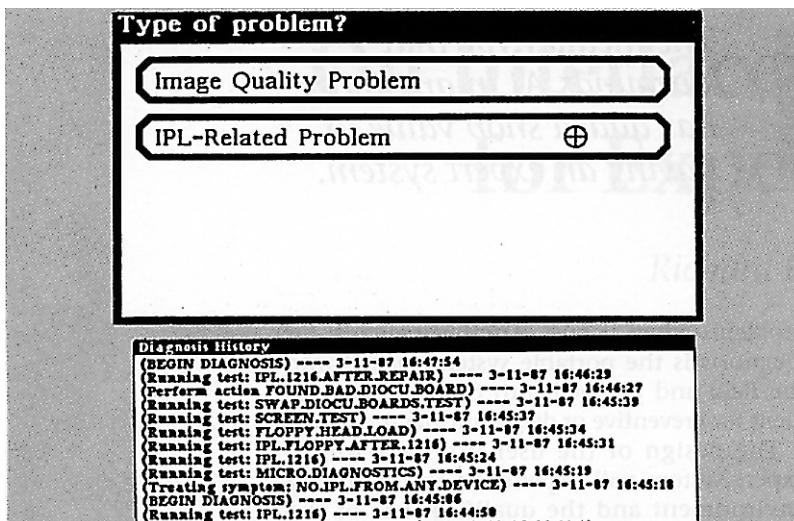 Type of problem?
Image Quality Problem
IPL-Related Problem
Diagnosis History
(BEGIN DIAGNOSIS) ---- 3-11-87 16:47:54
(Running test: IPL.1216.AFTER.REPAIR) ---- 3-11-87 16:46:29
(Perform action FOUND.BAD.DIOCU.BOARD) ---- 3-11-87 16:46:27
(Running test: SWAP.DIOCU.BOARDS.TEST) ---- 3-11-87 16:45:39
(Running test: SCREEN.TEST) ---- 3-11-87 16:45:37
(Running test: FLOPPY.HEAD.LOAD) ---- 3-11-87 16:45:34
(Running test: IPL.FLOPPY.AFTER.1216) ---- 3-11-87 16:45:31
(Running test: IPL.1216) ---- 3-11-87 16:45:24
(Running test: MICRO.DIAGNOSTICS) ---- 3-11-87 16:45:19
(Treating symptom: NO.IPL.FROM.ANY.DEVICE) ---- 3-11-87 16:45:18
(BEGIN DIAGNOSIS) ---- 3-11-87 16:45:06
(Running test: IPL.1216) ---- 3-11-87 16:44:50